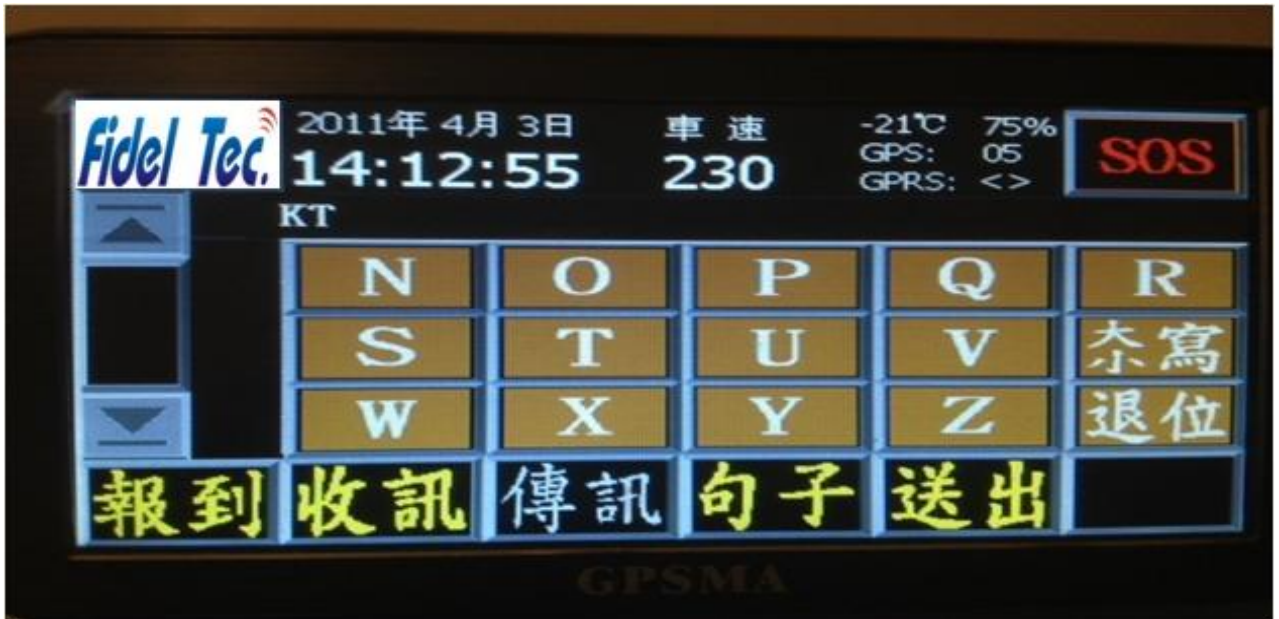 Fidel Tec.
2011年 4月 3日 車速 -21℃ 75%
14:12:55 230 GPS: 05
GPRS: <>
SOS
KT
N O P Q R
S T U V 大小寫
W X Y Z 退位
報到 收訊 傳訊 句子 送出
GPSMA